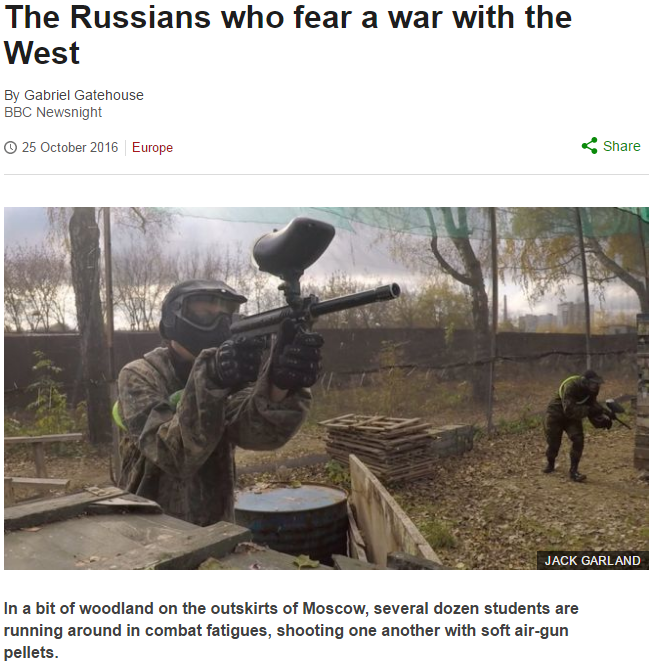 The Russians who fear a war with the
West
By Gabriel Gatehouse
BBC Newsnight
25 October 2016 Europe
Share
JACK GARLAND
In a bit of woodland on the outskirts of Moscow, several dozen students are
running around in combat fatigues, shooting one another with soft air-gun
pellets.